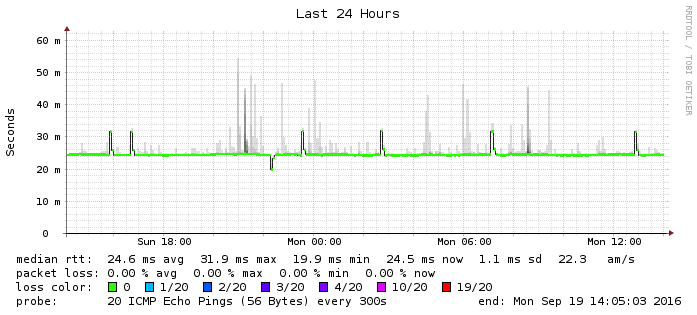 Last 24 Hours
RRDTOOL / TOBI OETIKER
Seconds
60 m
50 m
40 m
30 m
20 m
10 m
0
Sun 18:00 Mon 00:00 Mon 06:00 Mon 12:00
median rtt: 24.6 ms avg 31.9 ms max 19.9 ms min 24.5 ms now 1.1 ms sd 22.3 am/s
packet loss: 0.00 % avg 0.00 % max 0.00 % min 0.00 % now
loss color: 0 1/20 2/20 3/20 4/20 10/20 19/20
probe: 20 ICMP Echo Pings (56 Bytes) every 300s end: Mon Sep 19 14:05:03 2016